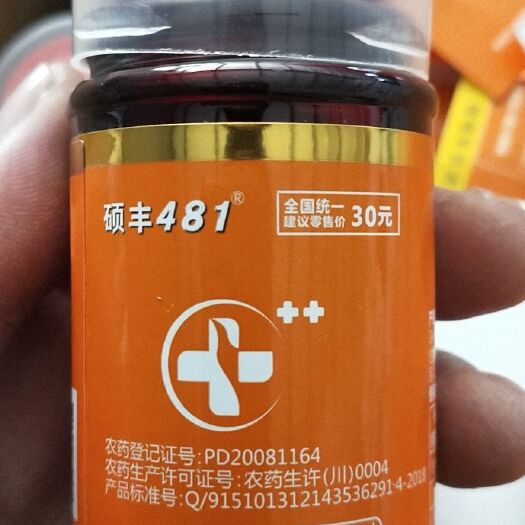 硕丰481®
全国统一
建议零售价 30元
++
农药登记证号:PD20081164
农药生产许可证号:农药生许(川)0004
产品标准号:Q/915101312143536291·4-2018